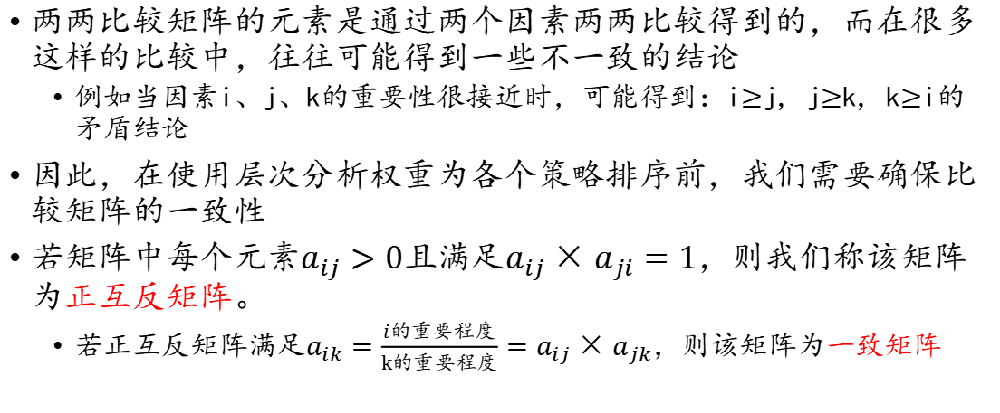 • 两两比较矩阵的元素是通过两个因素两两比较得到的，而在很多
这样的比较中，往往可能得到一些不一致的结论
• 例如当因素i、j、k的重要性很接近时，可能得到：i≥j, j≥k, k≥i的
矛盾结论
• 因此，在使用层次分析权重为各个策略排序前，我们需要确保比
较矩阵的一致性
• 若矩阵中每个元素$a_{ij} > 0$且满足$a_{ij} \times a_{ji} = 1$，则我们称该矩阵
为正互反矩阵。
• 若正互反矩阵满足$a_{ik} = \frac{i的重要程度}{k的重要程度} = a_{ij} \times a_{jk}$，则该矩阵为一致矩阵